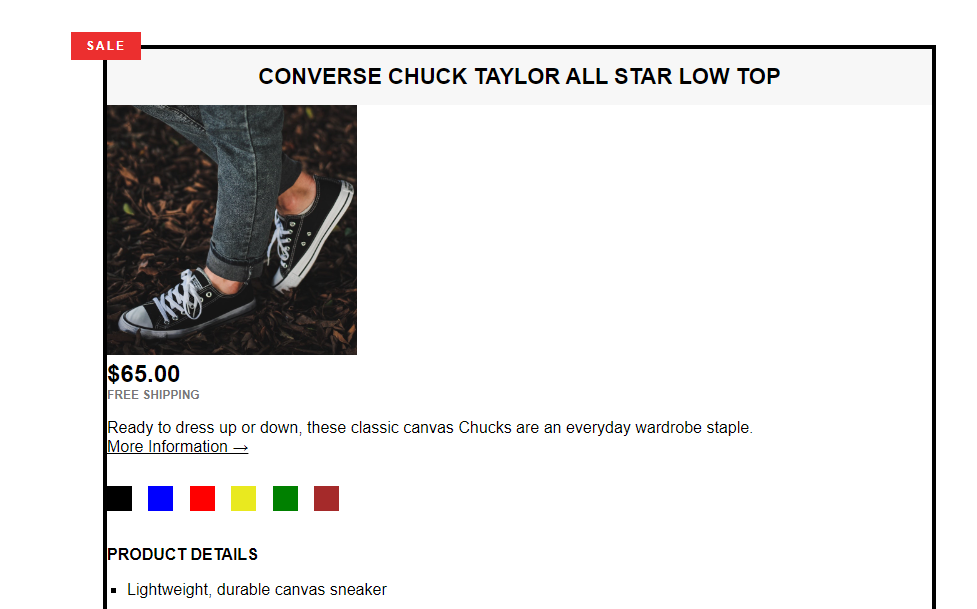 SALE
CONVERSE CHUCK TAYLOR ALL STAR LOW TOP
$65.00
FREE SHIPPING
Ready to dress up or down, these classic canvas Chucks are an everyday wardrobe staple.
More Information →
PRODUCT DETAILS
▪ Lightweight, durable canvas sneaker